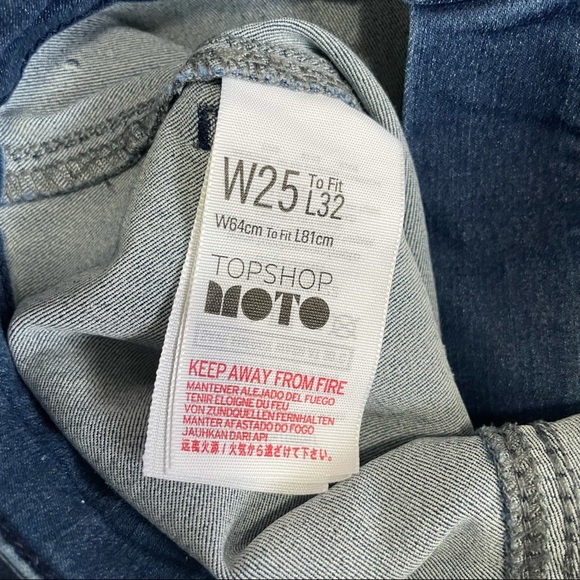 W25 To Fit L32
W64cm To Fit L81cm
TOPSHOP
MOTO
KEEP AWAY FROM FIRE
MANTENER ALEJADO DEL FUEGO
TENIR ELOIGNE DU FEU
VON ZUNDQUELLEN FERNHALTEN
MANTER AFASTADO DO FOGO
JAUHKAN DARI API
远离火源／火気から遠ざけて下さい。